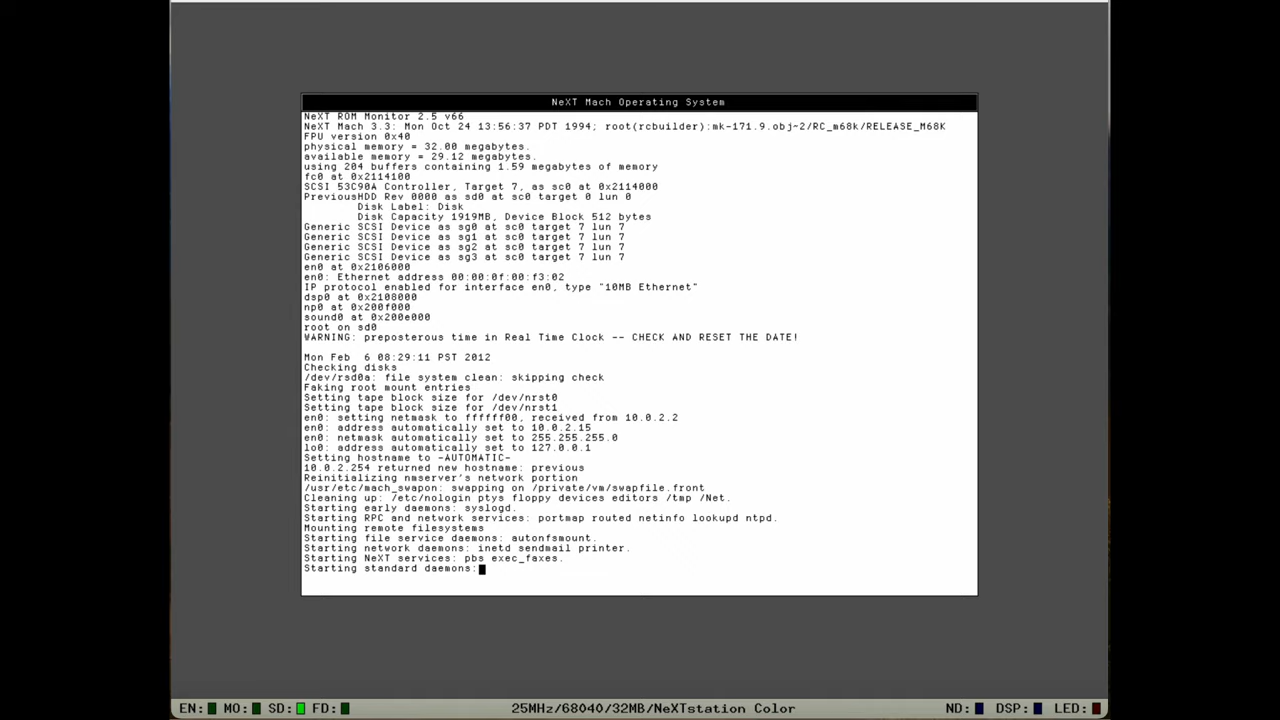 NeXT Mach Operating System
NeXT ROM Monitor 2.5 v66
NeXT Mach 3.3: Mon Oct 24 13:56:37 PDT 1994; root(rcbuilder):mk-171.9.obj~2/RC_m68k/RELEASE_M68K
FPU version 0x40
physical memory = 32.00 megabytes.
available memory = 29.12 megabytes.
using 204 buffers containing 1.59 megabytes of memory
fc0 at 0x2114100
SCSI 53C90A Controller, Target 7, as sc0 at 0x2114000
PreviousHDD Rev 0000 as sd0 at sc0 target 0 lun 0
Disk Label: Disk
Disk Capacity 1919MB, Device Block 512 bytes
Generic SCSI Device as sg0 at sc0 target 7 lun 7
Generic SCSI Device as sg1 at sc0 target 7 lun 7
Generic SCSI Device as sg2 at sc0 target 7 lun 7
Generic SCSI Device as sg3 at sc0 target 7 lun 7
en0 at 0x2106000
en0: Ethernet address 00:00:0f:00:f3:02
IP protocol enabled for interface en0, type "10MB Ethernet"
dsp0 at 0x2108000
np0 at 0x200f000
sound0 at 0x200e000
root on sd0
WARNING: preposterous time in Real Time Clock -- CHECK AND RESET THE DATE!
Mon Feb  6 08:29:11 PST 2012
Checking disks
/dev/rsd0a: file system clean: skipping check
Faking root mount entries
Setting tape block size for /dev/nrst0
Setting tape block size for /dev/nrst1
en0: setting netmask to ffffff00, received from 10.0.2.2
en0: address automatically set to 10.0.2.15
en0: netmask automatically set to 255.255.255.0
lo0: address automatically set to 127.0.0.1
Setting hostname to -AUTOMATIC-
10.0.2.254 returned new hostname: previous
Reinitializing nmserver's network portion
/usr/etc/mach_swapon: swapping on /private/vm/swapfile.front
Cleaning up: /etc/nologin ptys floppy devices editors /tmp /Net.
Starting early daemons: syslogd.
Starting RPC and network services: portmap routed netinfo lookupd ntpd.
Mounting remote filesystems
Starting file service daemons: autonfsmount.
Starting network daemons: inetd sendmail printer.
Starting NeXT services: pbs exec_faxes.
Starting standard daemons:
EN: MO: SD: FD: 25MHz/68040/32MB/NeXTstation Color ND: DSP: LED: